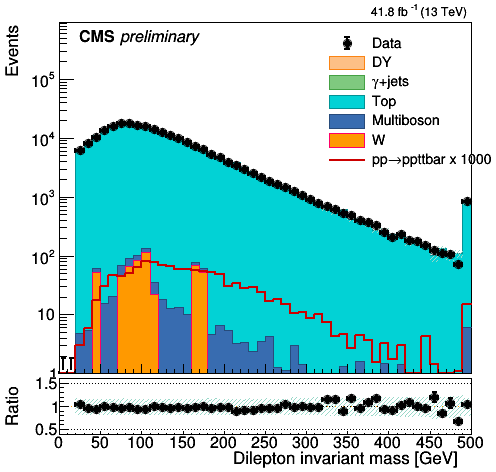 41.8 fb⁻¹ (13 TeV)
CMS preliminary
Events
10⁵
10⁴
10³
10²
10
1
Data
DY
γ+jets
Top
Multiboson
W
pp→ppttbar x 1000
Ratio
1.5
1
0.5
0 50 100 150 200 250 300 350 400 450 500
Dilepton invariant mass [GeV]